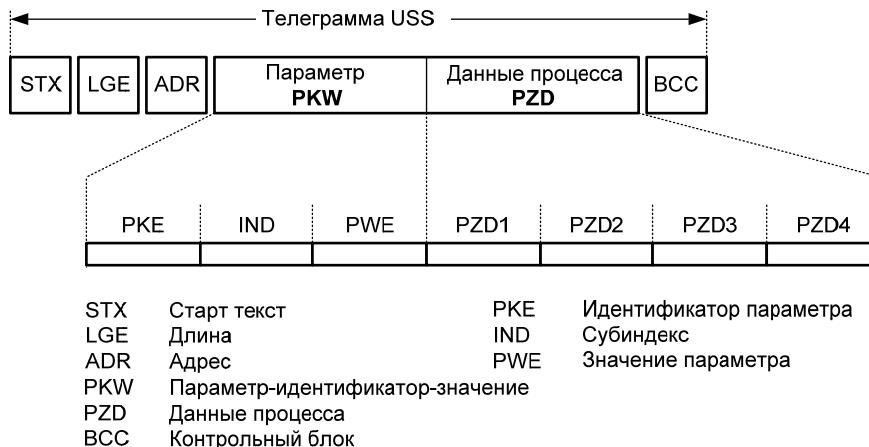 Телеграмма USS
STX LGE ADR Параметр PKW Данные процесса PZD BCC
PKE IND PWE PZD1 PZD2 PZD3 PZD4
STX Старт текст PKE Идентификатор параметра
LGE Длина IND Субиндекс
ADR Адрес PWE Значение параметра
PKW Параметр-идентификатор-значение
PZD Данные процесса
BCC Контрольный блок